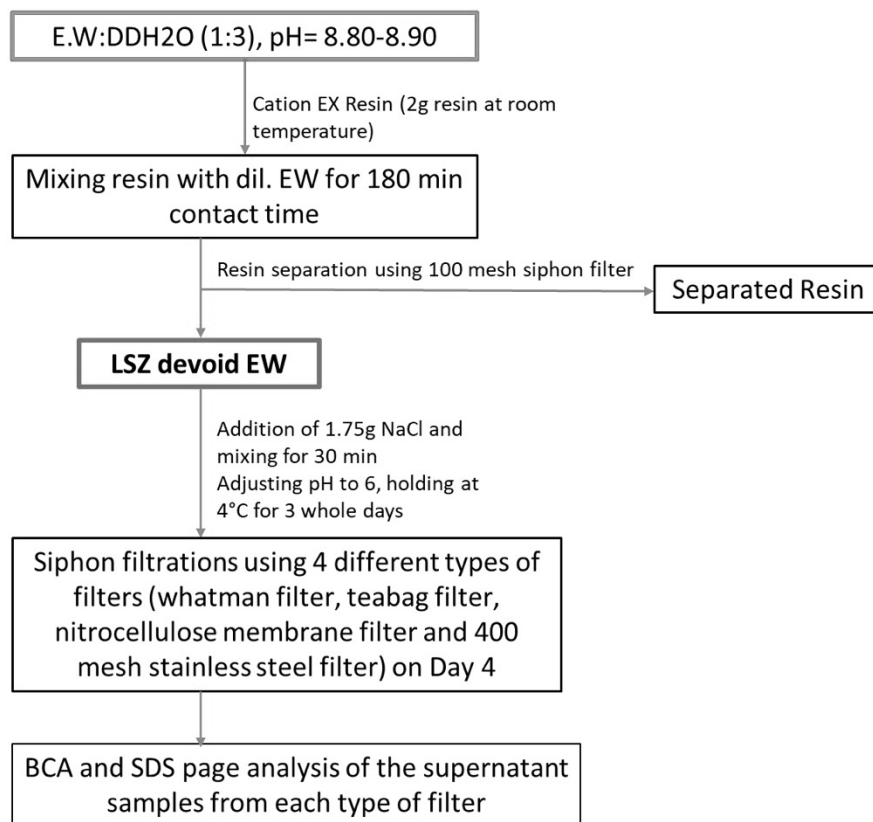 E.W:DDH2O (1:3), pH= 8.80-8.90
Cation EX Resin (2g resin at room
temperature)
Mixing resin with dil. EW for 180 min
contact time
Resin separation using 100 mesh siphon filter
Separated Resin
LSZ devoid EW
Addition of 1.75g NaCl and
mixing for 30 min
Adjusting pH to 6, holding at
4°C for 3 whole days
Siphon filtrations using 4 different types of
filters (whatman filter, teabag filter,
nitrocellulose membrane filter and 400
mesh stainless steel filter) on Day 4
BCA and SDS page analysis of the supernatant
samples from each type of filter